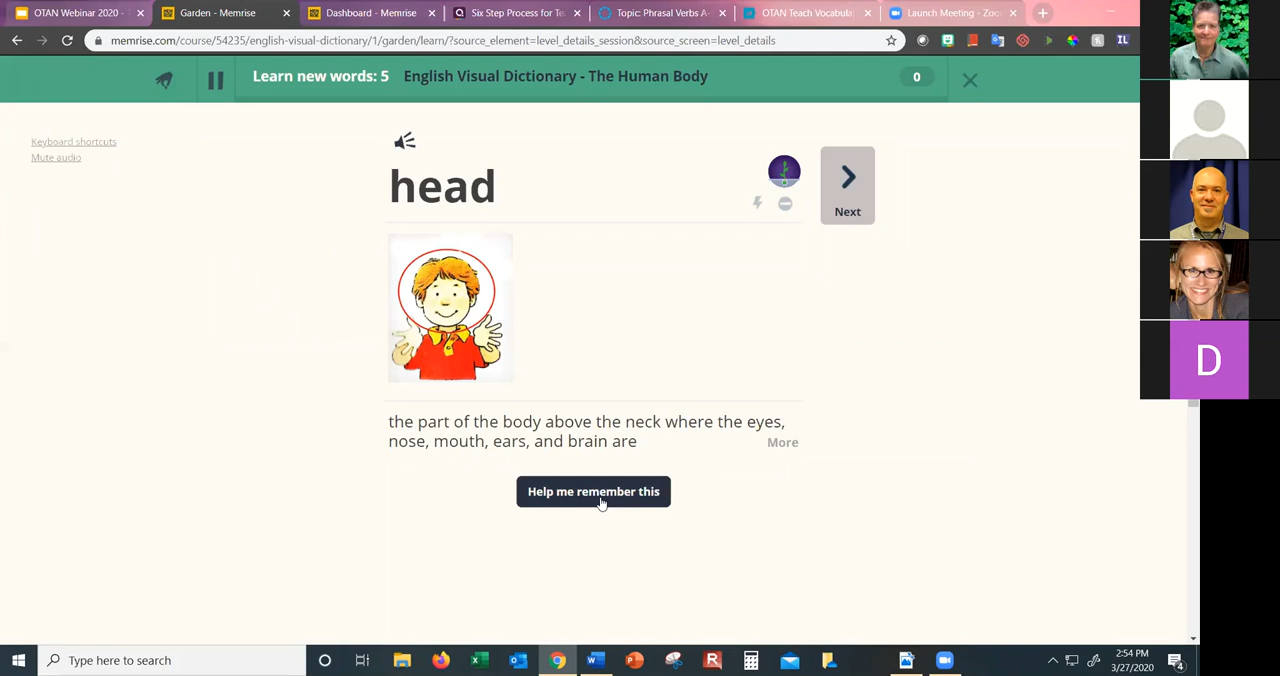 OTAN Webinar 2020 -
Garden - Memrise
Dashboard - Memrise
Six Step Process for Te
Topic: Phrasal Verbs A-
OTAN Teach Vocabula
Launch Meeting - Zoo
memrise.com/course/54235/english-visual-dictionary/1/garden/learn/?source_element=level_details_session&source_screen=level_details
IL
Learn new words: 5 English Visual Dictionary - The Human Body
0
Keyboard shortcuts
Mute audio
head
Next
the part of the body above the neck where the eyes,
nose, mouth, ears, and brain are
More
Help me remember this
D
Type here to search
2:54 PM
3/27/2020
4